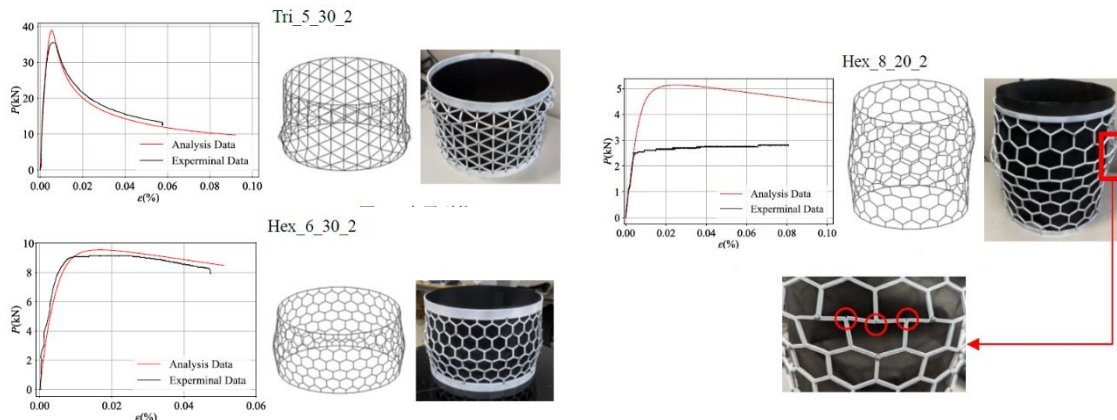 Tri_5_30_2
P(kN)
40
30
20
10
0
Analysis Data
Experminal Data
0.00 0.02 0.04 0.06 0.08 0.10
ε(%)
Hex_6_30_2
P(kN)
10
8
6
4
2
0
Analysis Data
Experminal Data
0.00 0.02 0.04 0.06
ε(%)
Hex_8_20_2
P(kN)
5
4
3
2
1
0
Analysis Data
Experminal Data
0.00 0.02 0.04 0.06 0.08 0.10
ε(%)